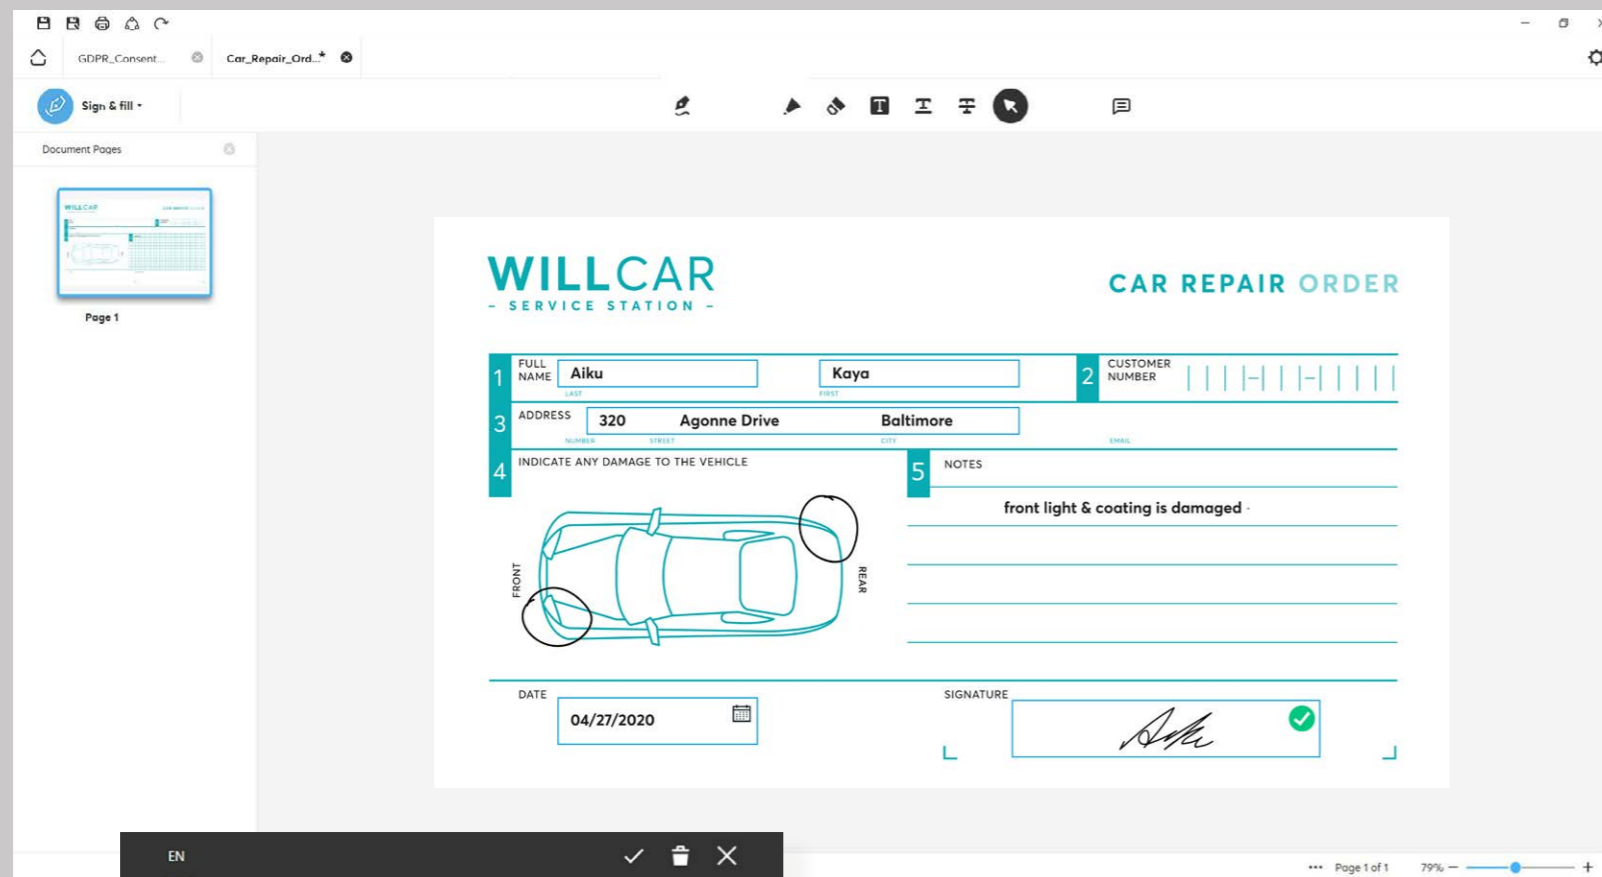 GDPR_Consent...
Car_Repair_Ord...*
Sign & fill
Document Pages
WILLCAR
Page 1
WILLCAR
- SERVICE STATION -
CAR REPAIR ORDER
1 FULL NAME Aiku Kaya
LAST FIRST
2 CUSTOMER NUMBER
3 ADDRESS 320 Agonne Drive Baltimore
NUMBER STREET CITY EMAIL
4 INDICATE ANY DAMAGE TO THE VEHICLE
FRONT
REAR
5 NOTES
front light & coating is damaged
DATE
04/27/2020
SIGNATURE
EN
Page 1 of 1 79%